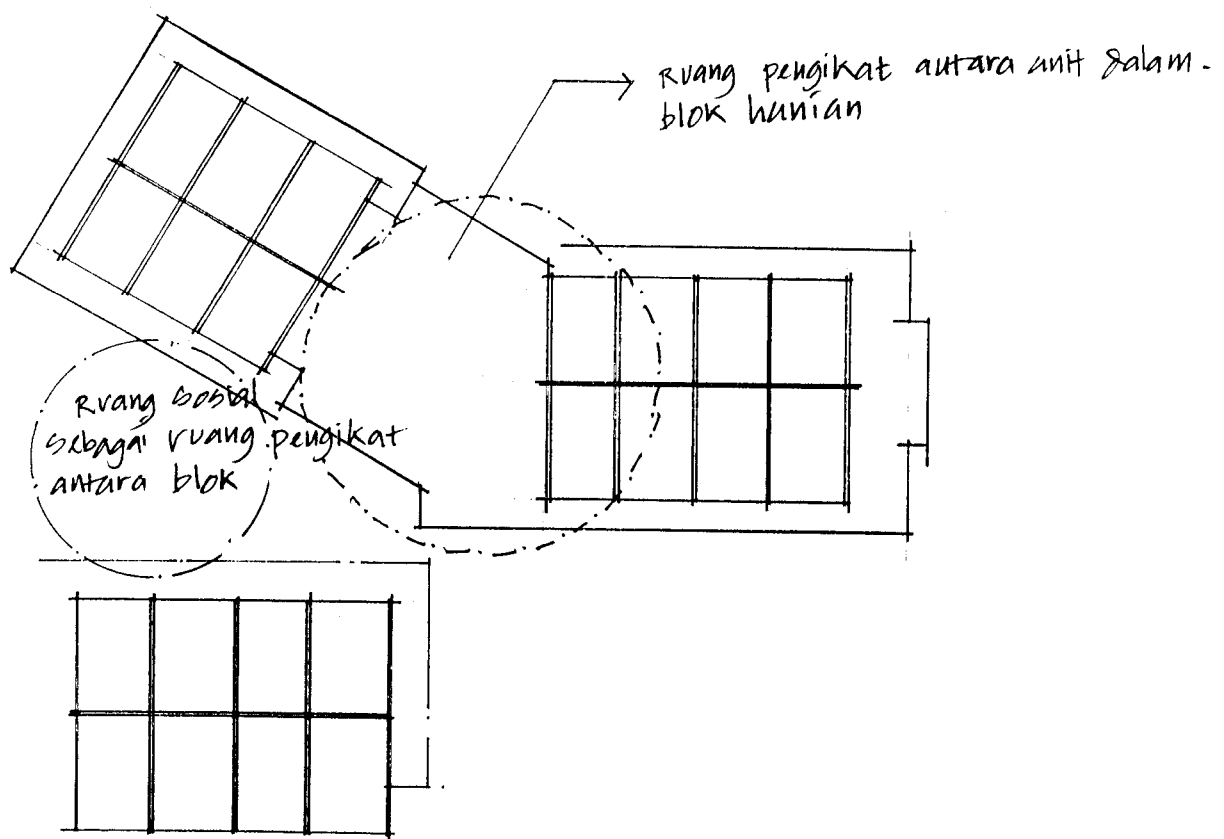 Ruang pengikat antara unit dalam.
blok hunian
Ruang sosial
sebagai ruang pengikat
antara blok